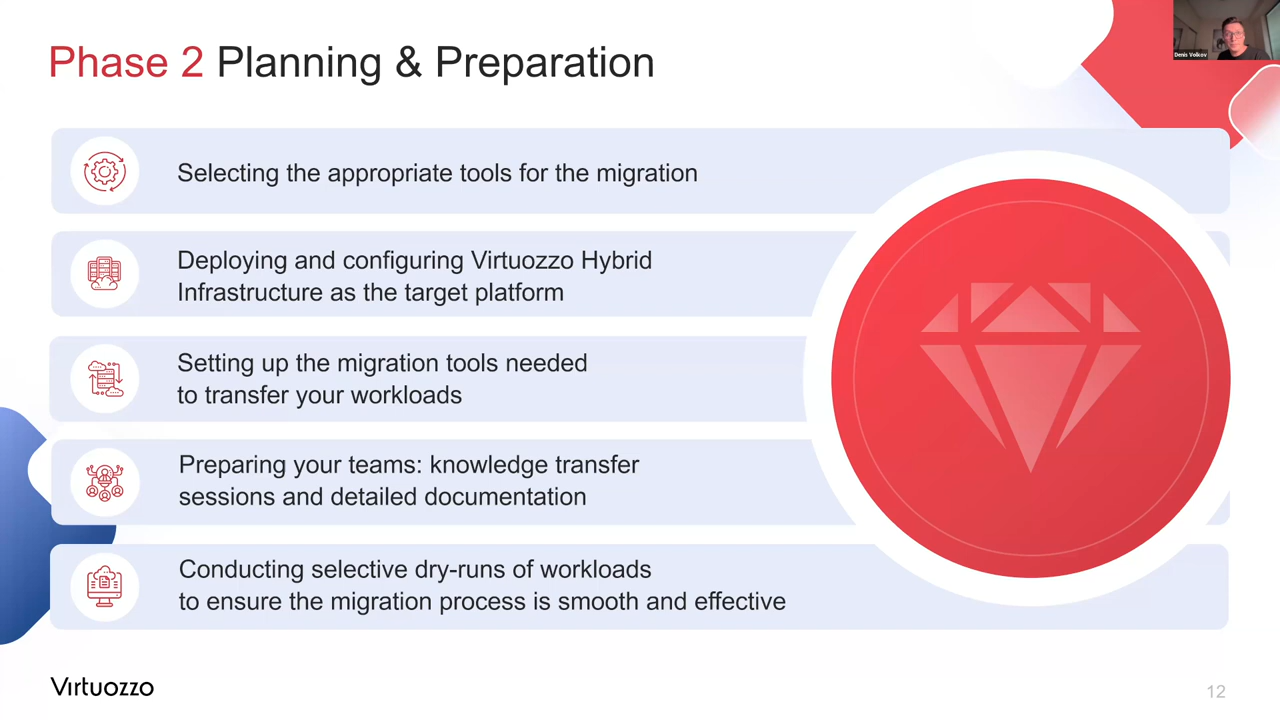 Phase 2 Planning & Preparation
Denis Volkov
Selecting the appropriate tools for the migration
Deploying and configuring Virtuozzo Hybrid
Infrastructure as the target platform
Setting up the migration tools needed
to transfer your workloads
Preparing your teams: knowledge transfer
sessions and detailed documentation
Conducting selective dry-runs of workloads
to ensure the migration process is smooth and effective
Virtuozzo
12